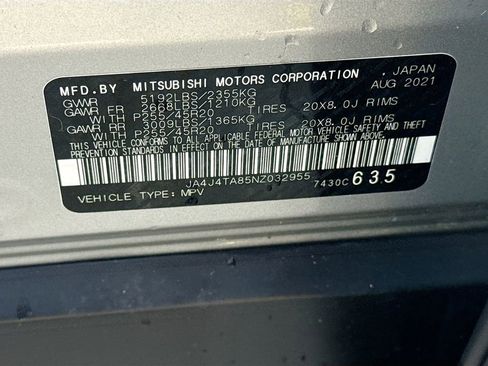 MFD.BY MITSUBISHI MOTORS CORPORATION JAPAN
GVWR 5192LBS/2355KG AUG 2021
GAWR FR 2668LBS/1210KG
WITH P255/45R20 TIRES 20X8.0J RIMS
GAWR RR 3009LBS/1365KG
WITH P255/45R20 TIRES 20X8.0J RIMS
THIS VEHICLE CONFORMS TO ALL APPLICABLE FEDERAL MOTOR VEHICLE SAFETY AND THEFT
PREVENTION STANDARDS IN EFFECT ON THE DATE OF MANUFACTURE SHOWN ABOVE.
JA4J4TA85NZ032955 7430C 635
VEHICLE TYPE: MPV